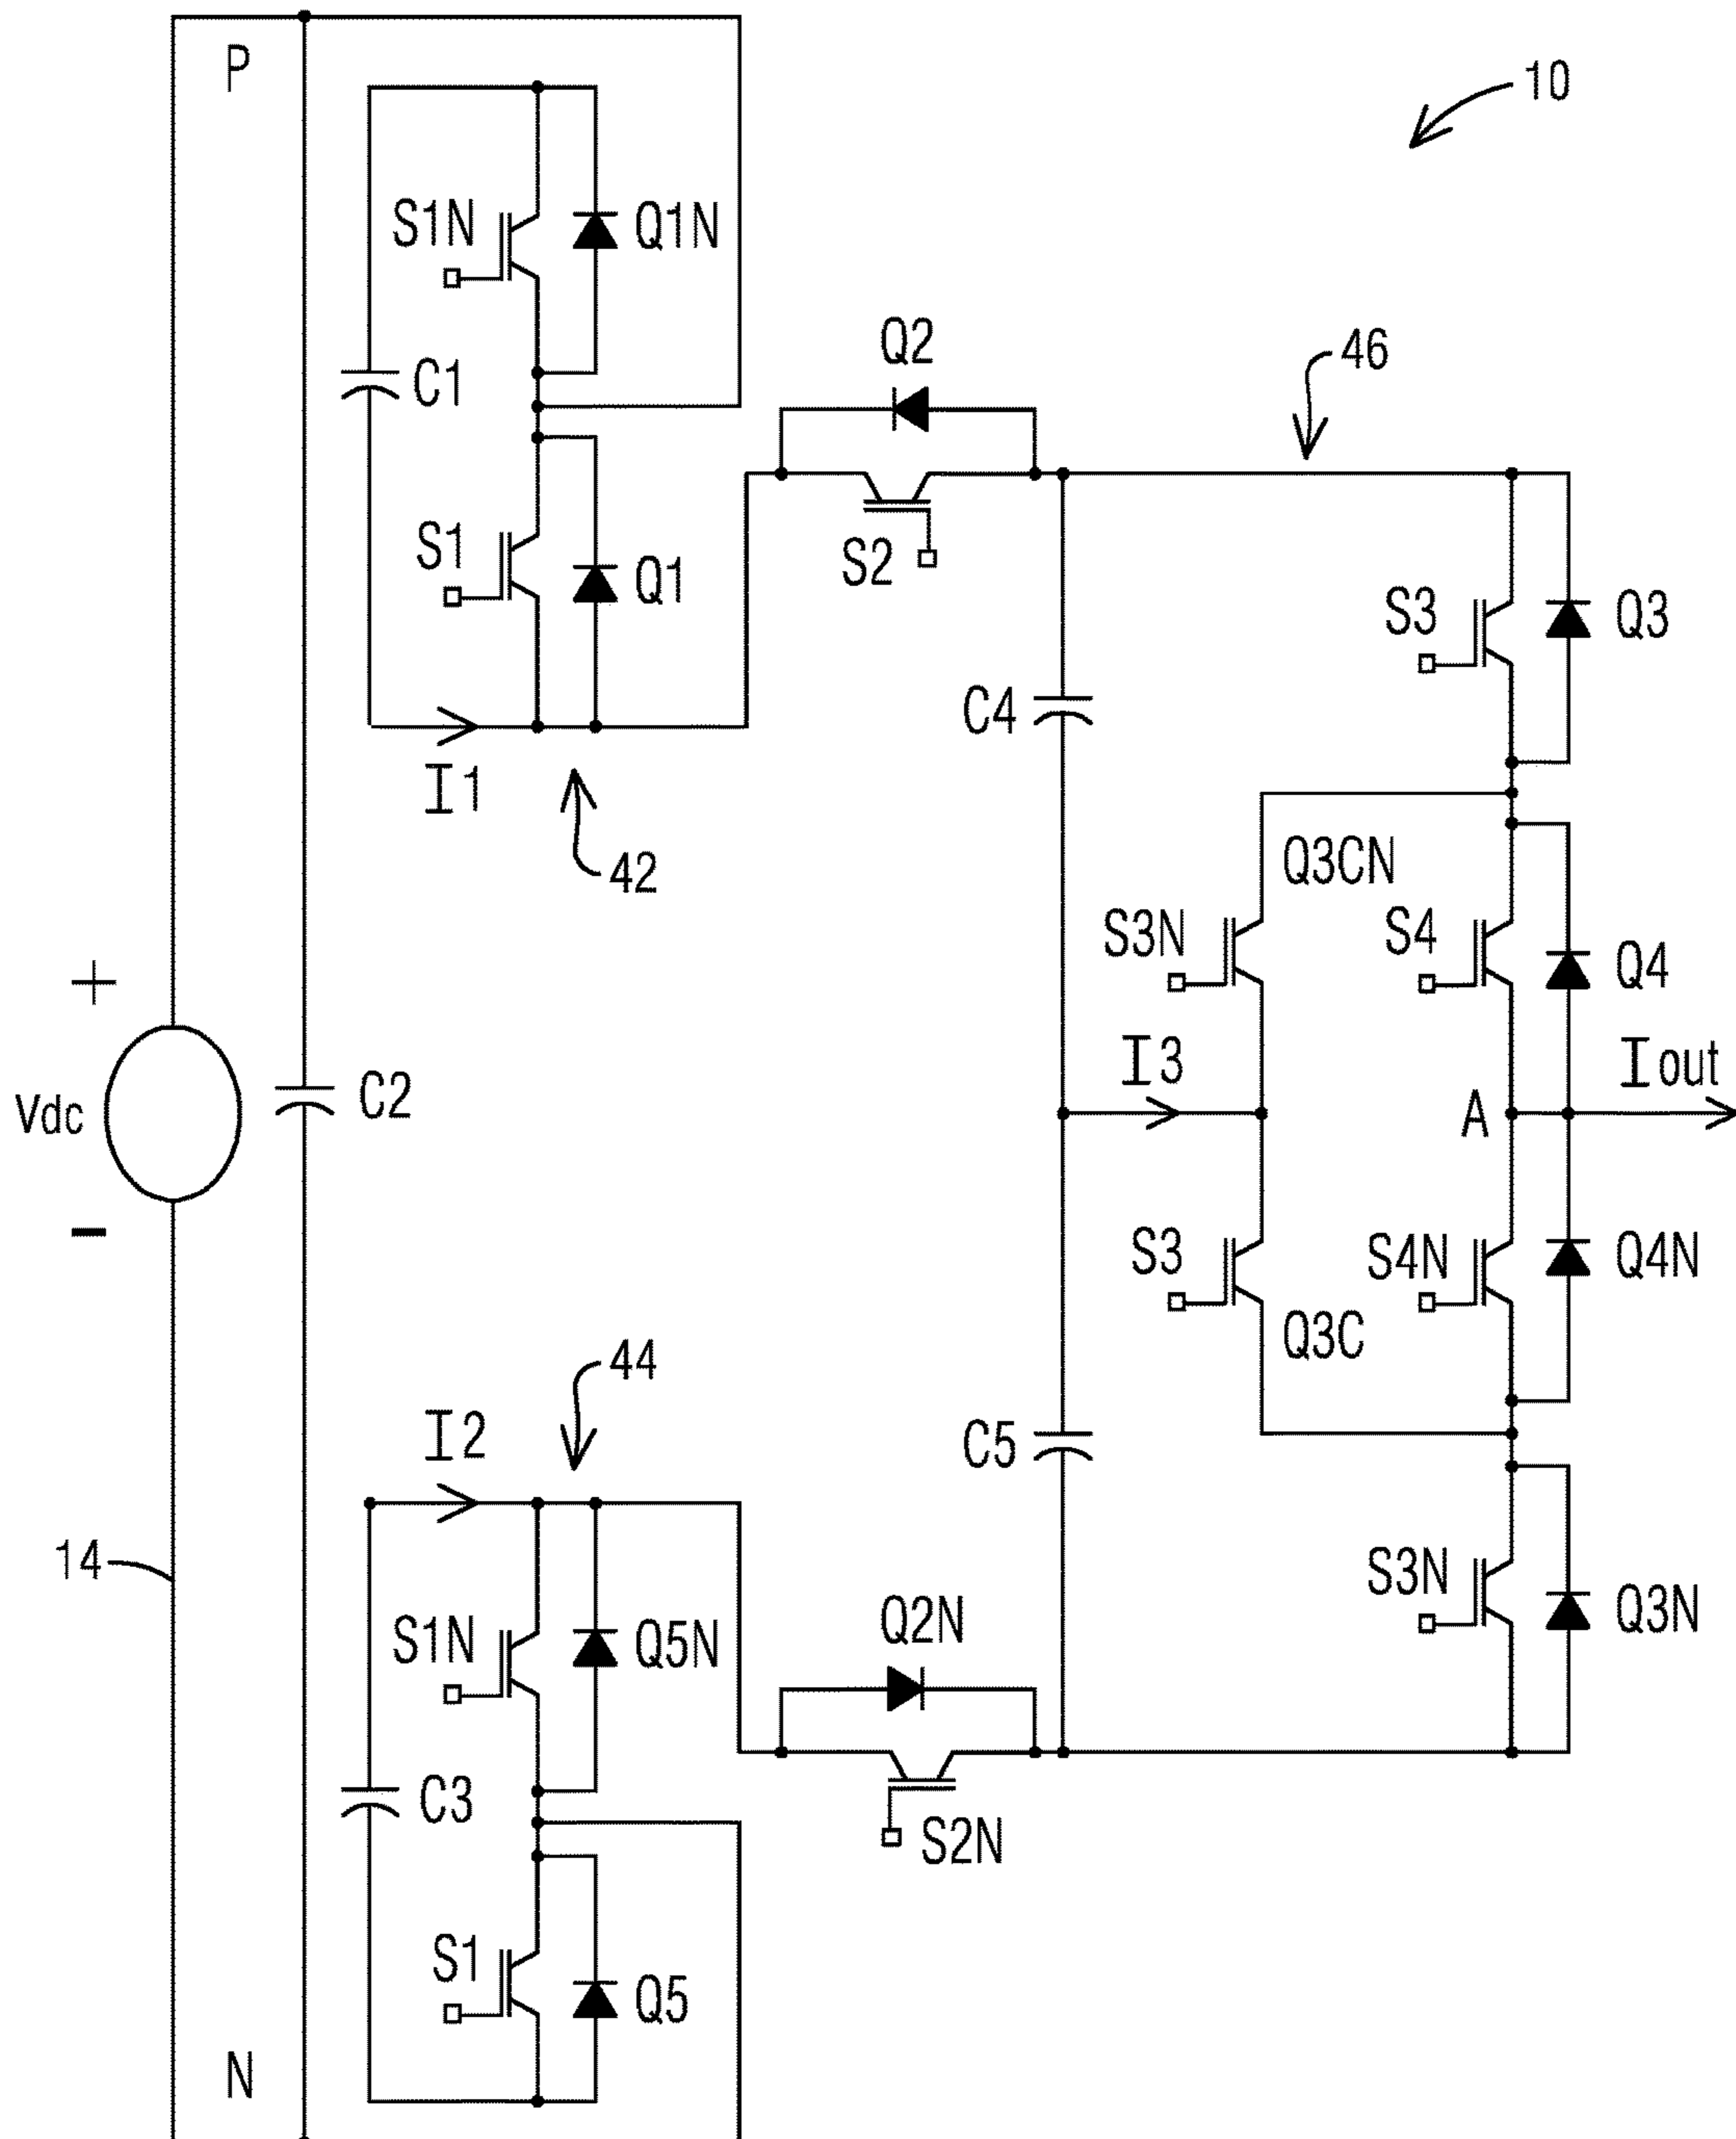 P
10
S1N
Q1N
Q2
46
C1
S1
Q1
S2
S3
Q3
C4
I1
42
Q3CN
S3N
S4
Q4
+
I3
Iout
Vdc
C2
A
-
S3
S4N
Q4N
Q3C
44
I2
C5
14
S1N
Q5N
Q2N
S3N
Q3N
C3
S2N
S1
Q5
N